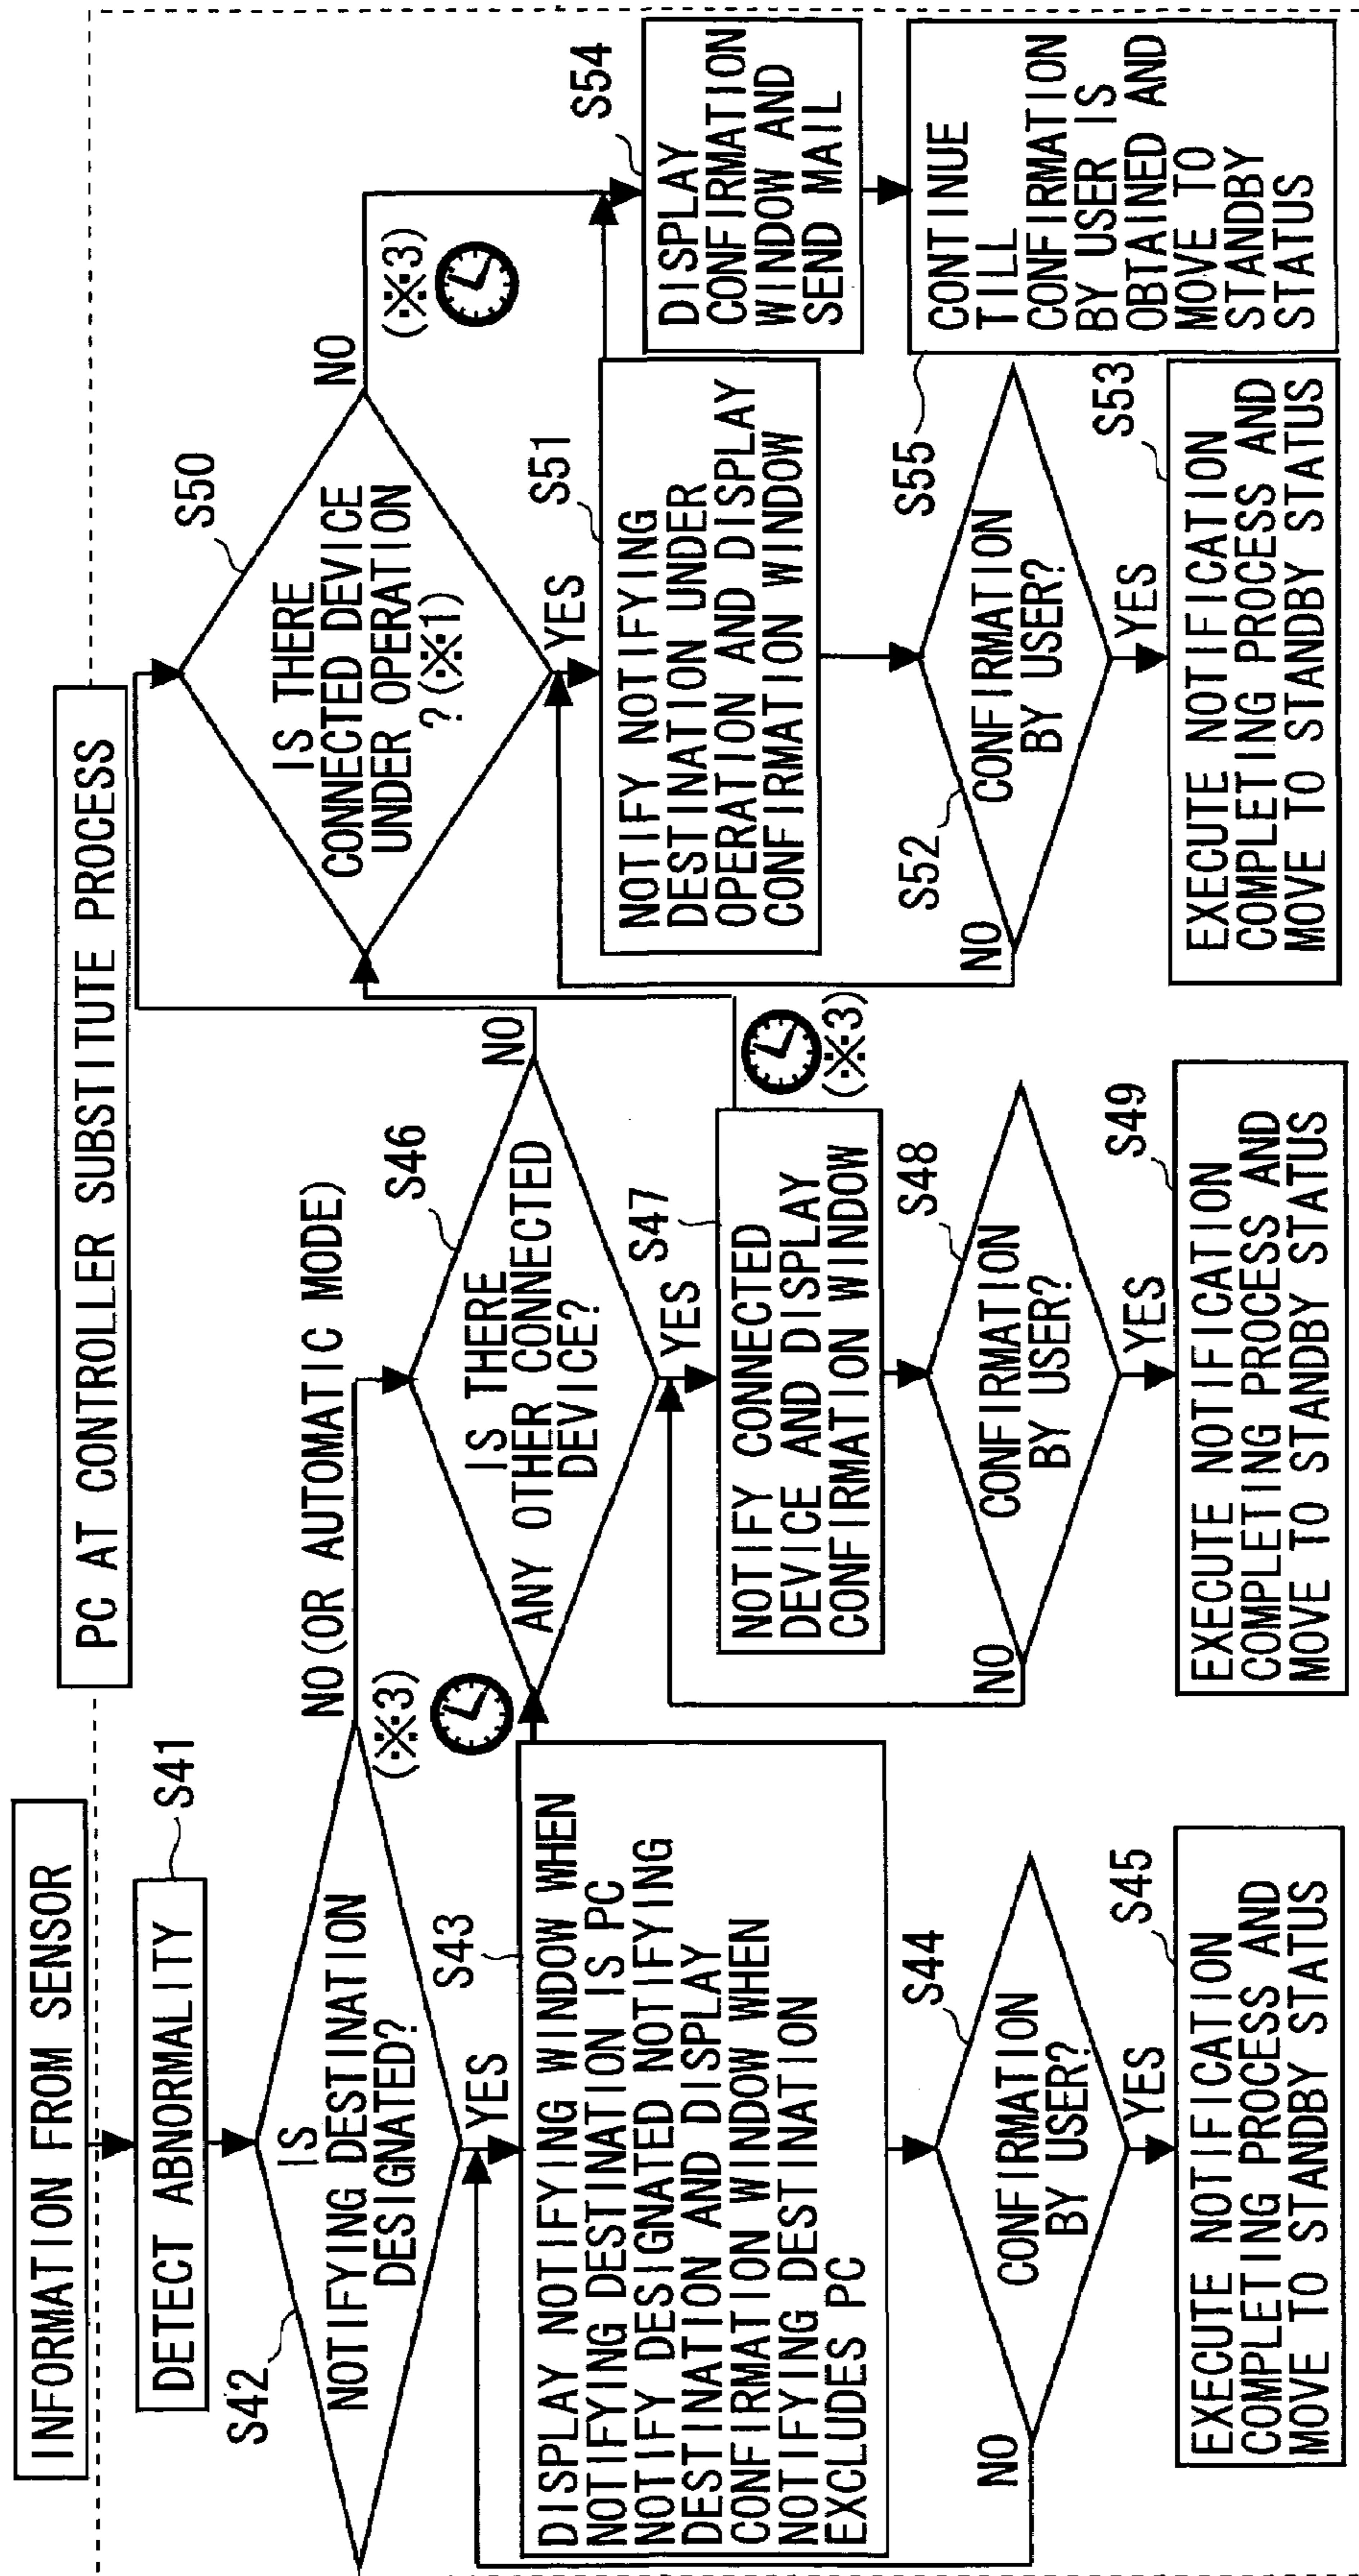 PC AT CONTROLLER SUBSTITUTE PROCESS
INFORMATION FROM SENSOR
DETECT ABNORMALITY
S41
S42
IS
NOTIFYING DESTINATION
DESIGNATED?
NO(OR AUTOMATIC MODE)
(※3)
YES
S43
DISPLAY NOTIFYING WINDOW WHEN
NOTIFYING DESTINATION IS PC
NOTIFY DESIGNATED NOTIFYING
DESTINATION AND DISPLAY
CONFIRMATION WINDOW WHEN
NOTIFYING DESTINATION
EXCLUDES PC
S44
CONFIRMATION
BY USER?
NO
YES
S45
EXECUTE NOTIFICATION
COMPLETING PROCESS AND
MOVE TO STANDBY STATUS
S46
IS THERE
ANY OTHER CONNECTED
DEVICE?
NO
YES
S47
NOTIFY CONNECTED
DEVICE AND DISPLAY
CONFIRMATION WINDOW
(※3)
S48
CONFIRMATION
BY USER?
NO
YES
S49
EXECUTE NOTIFICATION
COMPLETING PROCESS AND
MOVE TO STANDBY STATUS
S50
IS THERE
CONNECTED DEVICE
UNDER OPERATION
?(※1)
NO
(※3)
YES
S51
NOTIFY NOTIFYING
DESTINATION UNDER
OPERATION AND DISPLAY
CONFIRMATION WINDOW
S52
CONFIRMATION
BY USER?
NO
YES
S53
EXECUTE NOTIFICATION
COMPLETING PROCESS AND
MOVE TO STANDBY STATUS
S54
DISPLAY
CONFIRMATION
WINDOW AND
SEND MAIL
S55
CONTINUE
TILL
CONFIRMATION
BY USER IS
OBTAINED AND
MOVE TO
STANDBY
STATUS